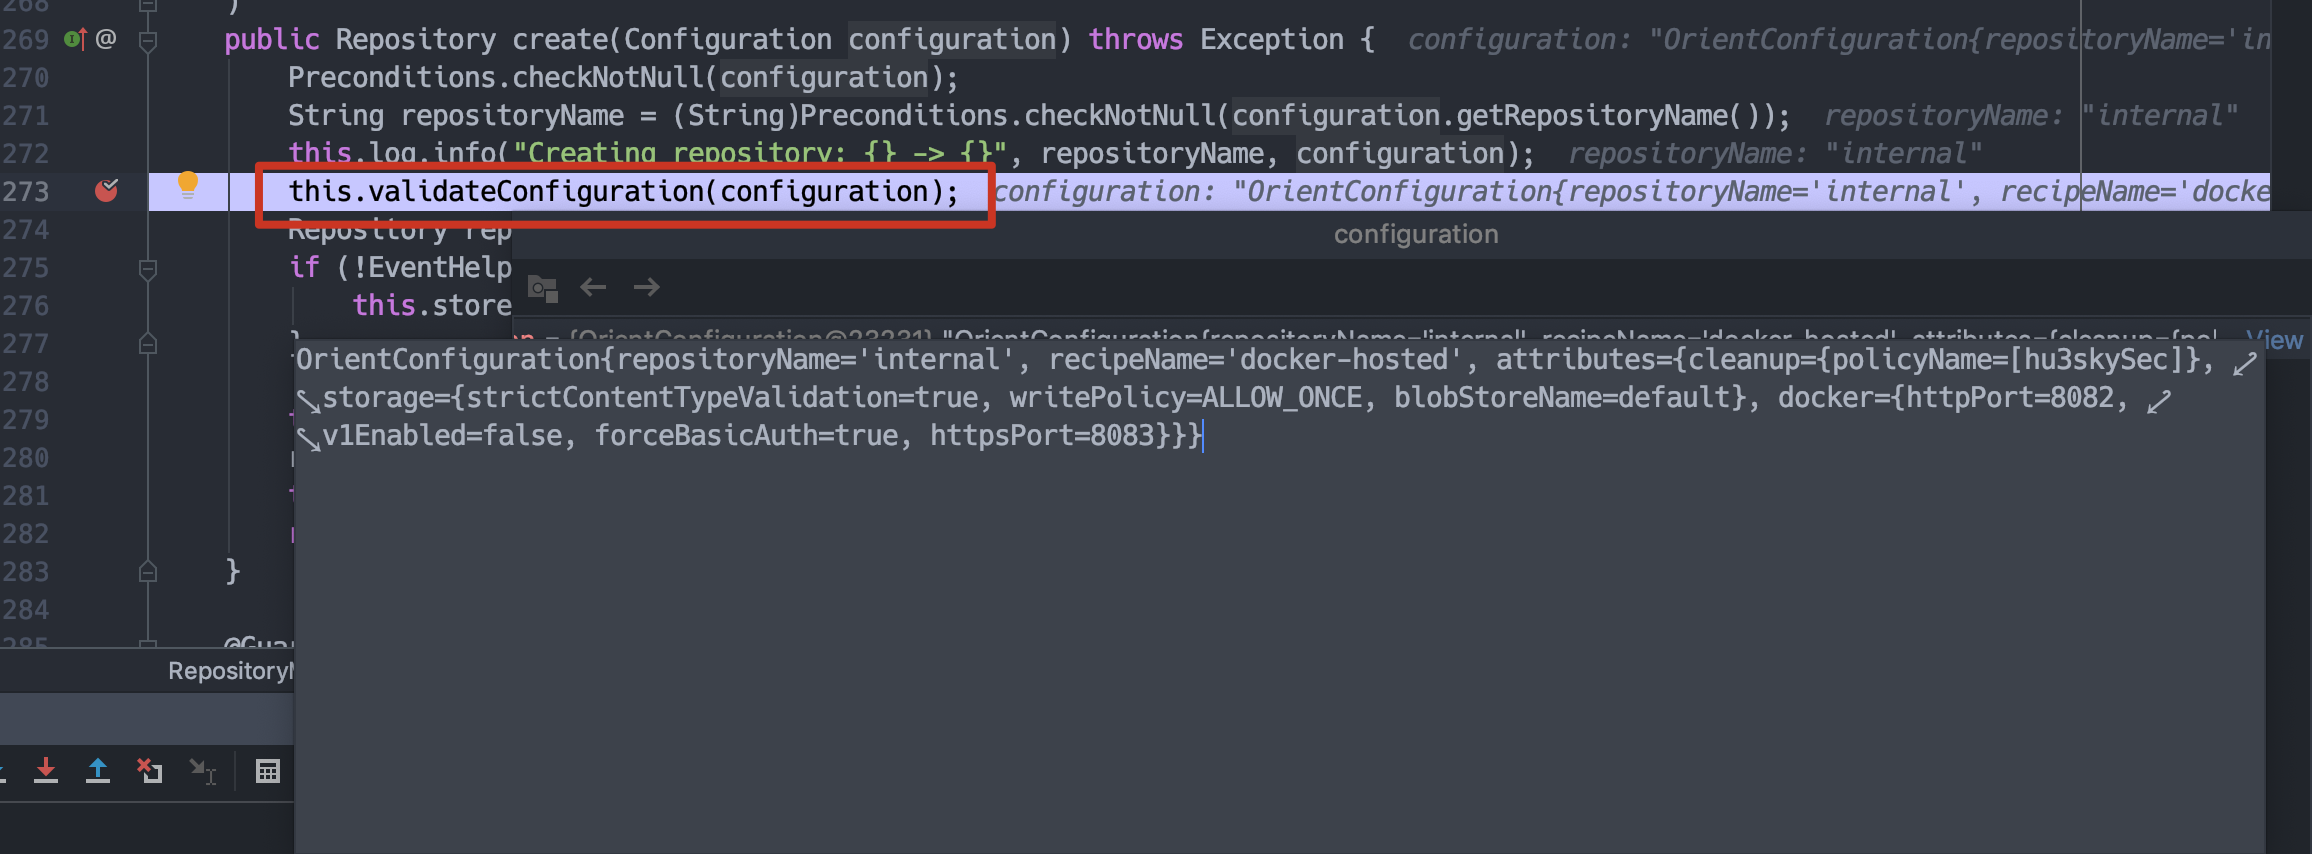 268 )
269 @ public Repository create(Configuration configuration) throws Exception { configuration: "OrientConfiguration{repositoryName='in
270 Preconditions.checkNotNull(configuration);
271 String repositoryName = (String)Preconditions.checkNotNull(configuration.getRepositoryName()); repositoryName: "internal"
272 this.log.info("Creating repository: {} -> {}", repositoryName, configuration); repositoryName: "internal"
273 this.validateConfiguration(configuration); configuration: "OrientConfiguration{repositoryName='internal', recipeName='docke
274 Repository rep
configuration
275 if (!EventHelp
276 this.store
277 }
on = {OrientConfiguration@23231} "OrientConfiguration{repositoryName='internal', recipeName='docker-hosted', attributes={cleanup={pol... View
OrientConfiguration{repositoryName='internal', recipeName='docker-hosted', attributes={cleanup={policyName=[hu3skySec]},
storage={strictContentTypeValidation=true, writePolicy=ALLOW_ONCE, blobStoreName=default}, docker={httpPort=8082,
v1Enabled=false, forceBasicAuth=true, httpsPort=8083}}}
278
279
280
281
282
283 }
284
285 @Gua
Repository